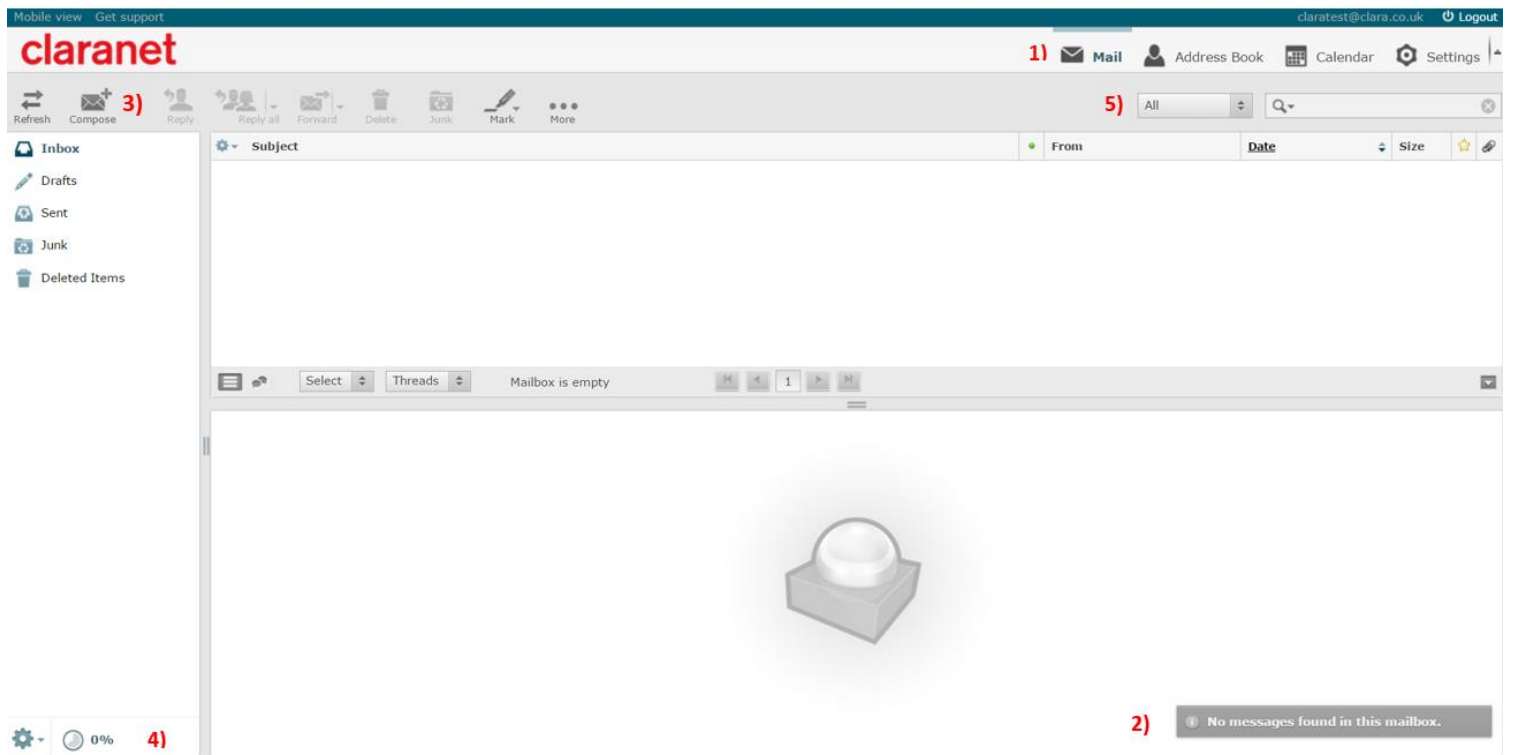 Mobile view Get support claratest@clara.co.uk Logout
claranet
1) Mail Address Book Calendar Settings
Refresh Compose 3) Reply Reply all Forward Delete Junk Mark More 5) All
Inbox Subject From Date Size
Drafts
Sent
Junk
Deleted Items
Select Threads Mailbox is empty 1
2) No messages found in this mailbox.
0% 4)